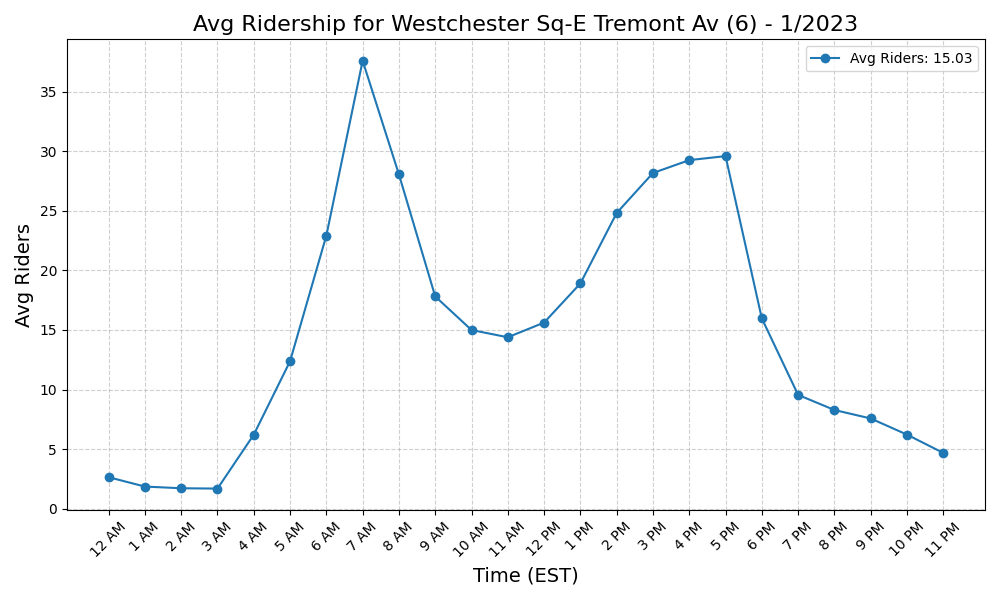 Avg Ridership for Westchester Sq-E Tremont Av (6) - 1/2023
Avg Riders: 15.03
Avg Riders
35
30
25
20
15
10
5
0
12 AM
1 AM
2 AM
3 AM
4 AM
5 AM
6 AM
7 AM
8 AM
9 AM
10 AM
11 AM
12 PM
1 PM
2 PM
3 PM
4 PM
5 PM
6 PM
7 PM
8 PM
9 PM
10 PM
11 PM
Time (EST)